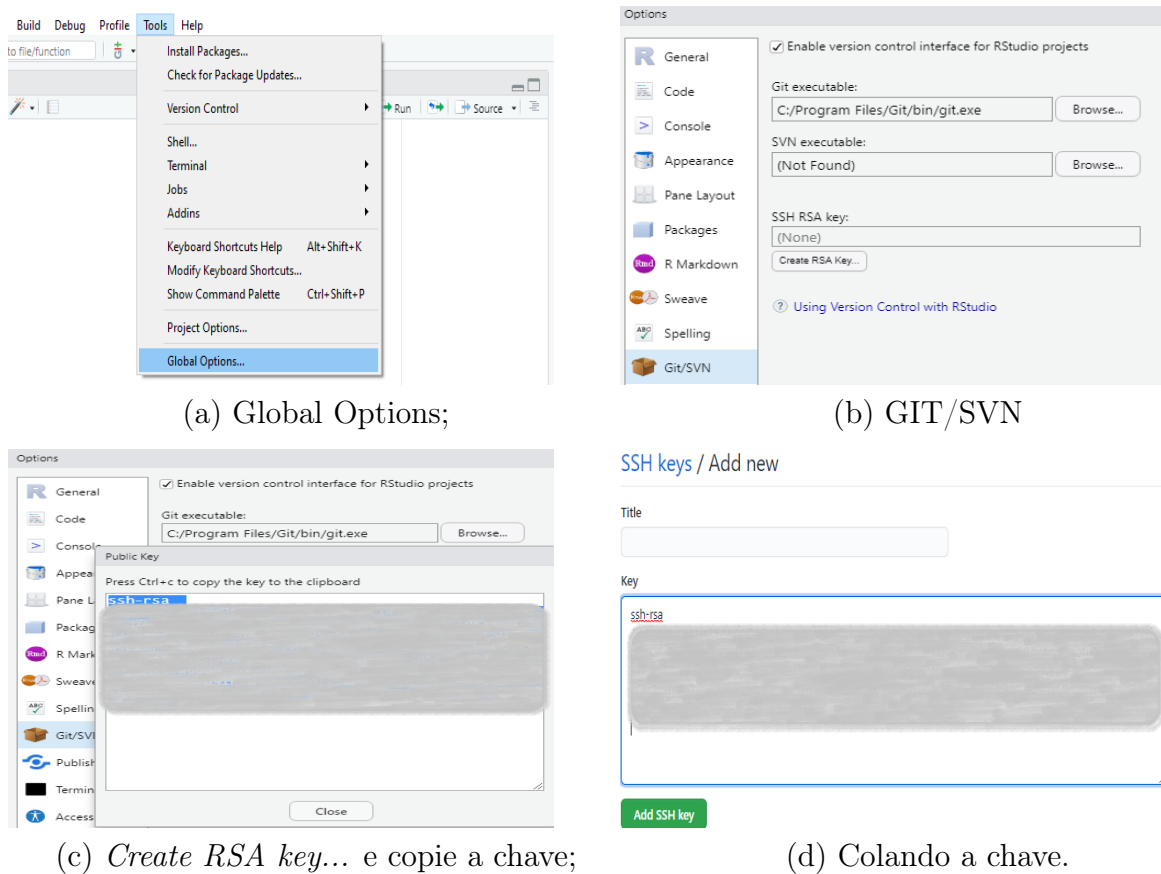 Build Debug Profile Tools Help
to file/function
Install Packages...
Check for Package Updates...
Version Control
Run Source
Shell...
Terminal
Jobs
Addins
Keyboard Shortcuts Help Alt+Shift+K
Modify Keyboard Shortcuts...
Show Command Palette Ctrl+Shift+P
Project Options...
Global Options...
(a) Global Options;
Options
R General
Code
Console
Appearance
Pane Layout
Packages
Rmd R Markdown
Sweave
ABC Spelling
Git/SVN
Enable version control interface for RStudio projects
Git executable:
C:/Program Files/Git/bin/git.exe Browse...
SVN executable:
(Not Found) Browse...
SSH RSA key:
(None)
Create RSA Key...
? Using Version Control with RStudio
(b) GIT/SVN
Options
R General
Code
Console
Appea
Pane L
Packag
Rmd R Mark
Sweave
ABC Spellin
Git/SV
Publish
Termin
Access
Enable version control interface for RStudio projects
Git executable:
C:/Program Files/Git/bin/git.exe Browse...
Public Key
Press Ctrl+c to copy the key to the clipboard
ssh-rsa
Close
(c) Create RSA key... e copie a chave;
SSH keys / Add new
Title
Key
ssh-rsa
Add SSH key
(d) Colando a chave.